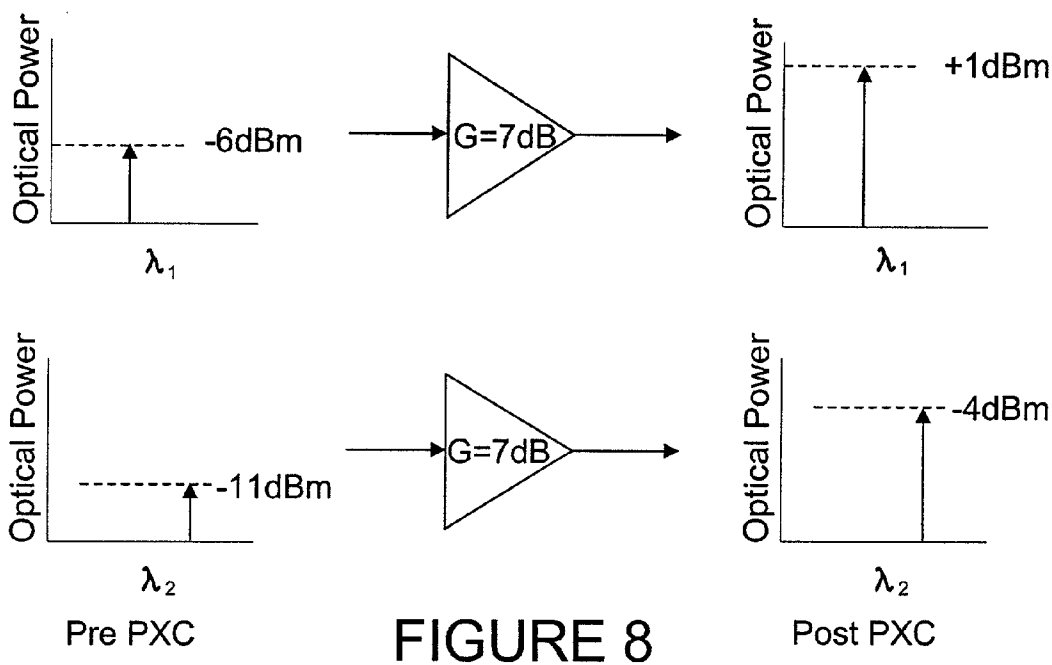 Optical Power
-6dBm
λ₁
G=7dB
Optical Power
+1dBm
λ₁
Optical Power
-11dBm
λ₂
G=7dB
Optical Power
-4dBm
λ₂
Pre PXC
FIGURE 8
Post PXC